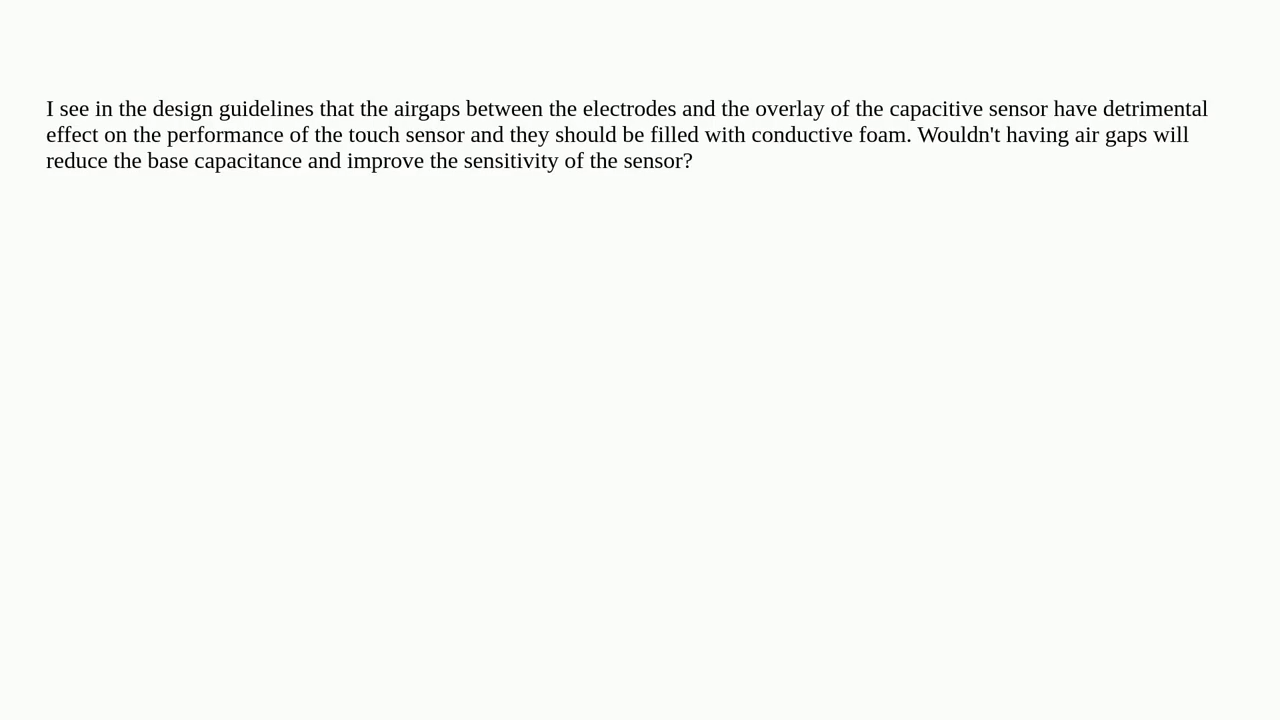 I see in the design guidelines that the airgaps between the electrodes and the overlay of the capacitive sensor have detrimental
effect on the performance of the touch sensor and they should be filled with conductive foam. Wouldn't having air gaps will
reduce the base capacitance and improve the sensitivity of the sensor?